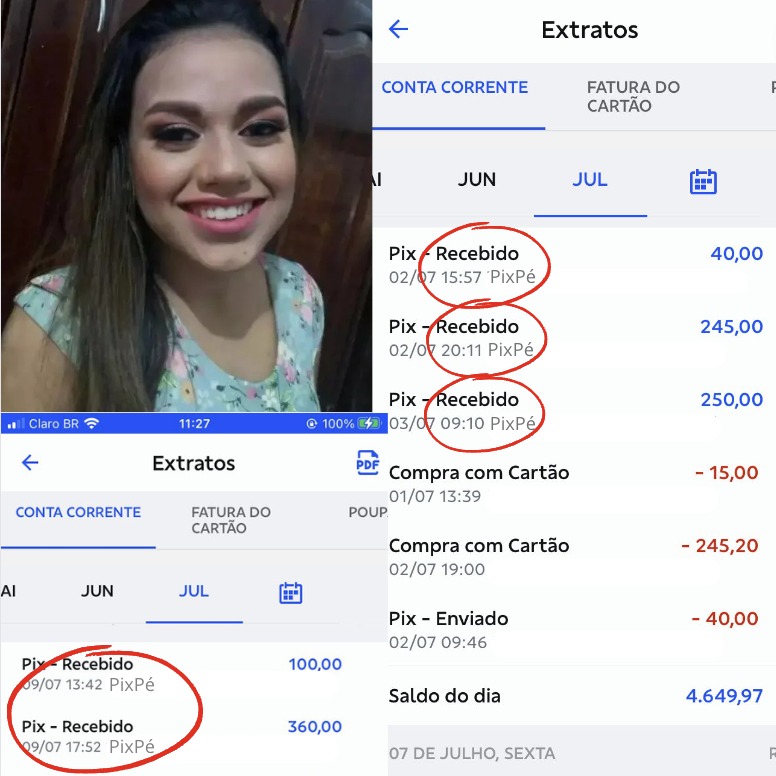 Extratos
CONTA CORRENTE
FATURA DO
CARTÃO
AI
JUN
JUL
Pix - Recebido
40,00
02/07 15:57 PixPé
Pix - Recebido
245,00
02/07 20:11 PixPé
Pix - Recebido
250,00
03/07 09:10 PixPé
Compra com Cartão
- 15,00
01/07 13:39
Compra com Cartão
- 245,20
02/07 19:00
Pix - Enviado
- 40,00
02/07 09:46
Saldo do dia
4.649,97
07 DE JULHO, SEXTA
Claro BR 11:27 100%
Extratos
PDF
CONTA CORRENTE
FATURA DO
CARTÃO
POUP
AI
JUN
JUL
Pix - Recebido
100,00
09/07 13:42 PixPé
Pix - Recebido
360,00
09/07 17:52 PixPé